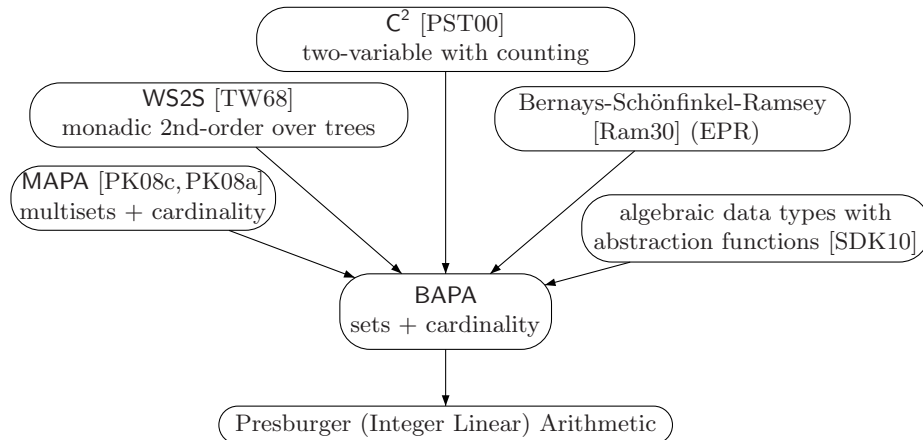 C² [PST00]
two-variable with counting
WS2S [TW68]
monadic 2nd-order over trees
Bernays-Schönfinkel-Ramsey
[Ram30] (EPR)
MAPA [PK08c, PK08a]
multisets + cardinality
algebraic data types with
abstraction functions [SDK10]
BAPA
sets + cardinality
Presburger (Integer Linear) Arithmetic